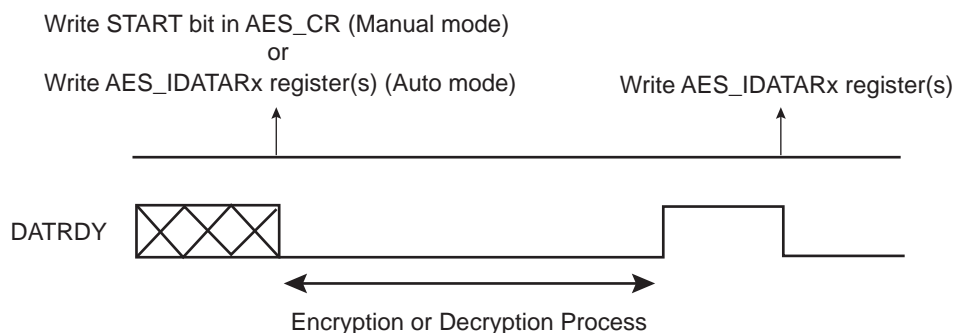 Write START bit in AES_CR (Manual mode)
or
Write AES_IDATARx register(s) (Auto mode)
Write AES_IDATARx register(s)
DATRDY
Encryption or Decryption Process